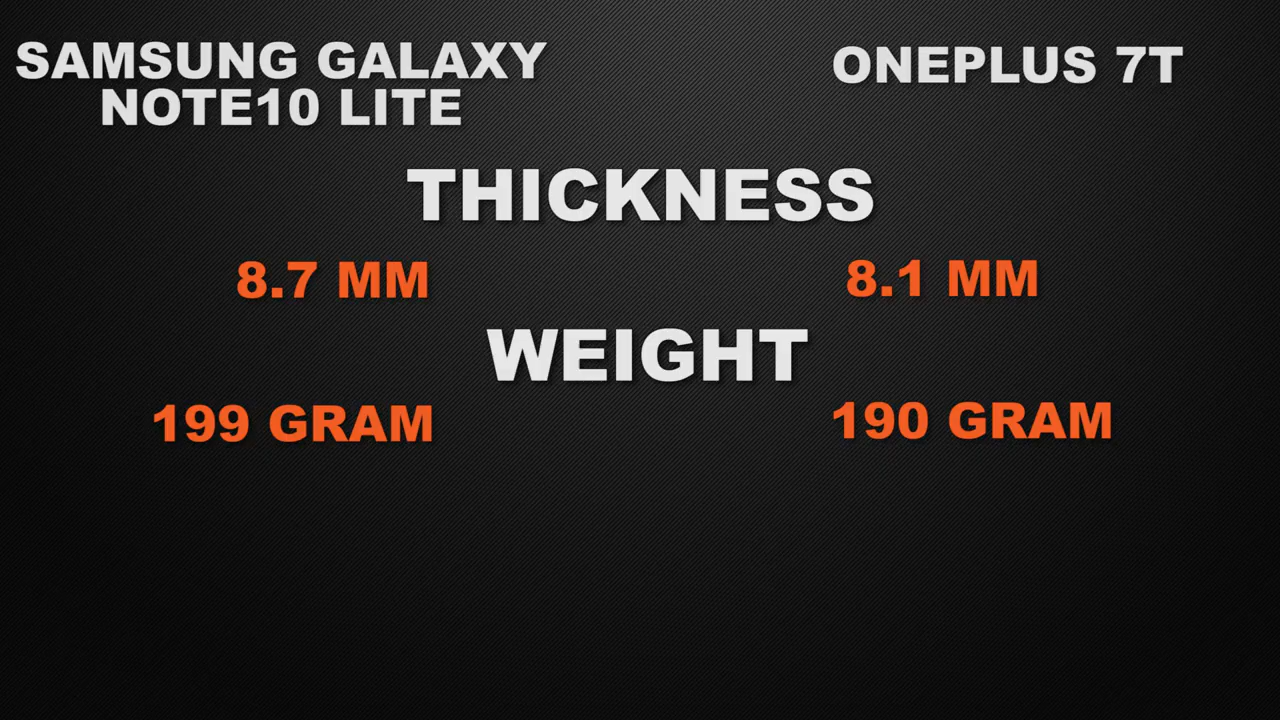 SAMSUNG GALAXY
NOTE10 LITE
ONEPLUS 7T
THICKNESS
8.7 MM
8.1 MM
WEIGHT
199 GRAM
190 GRAM